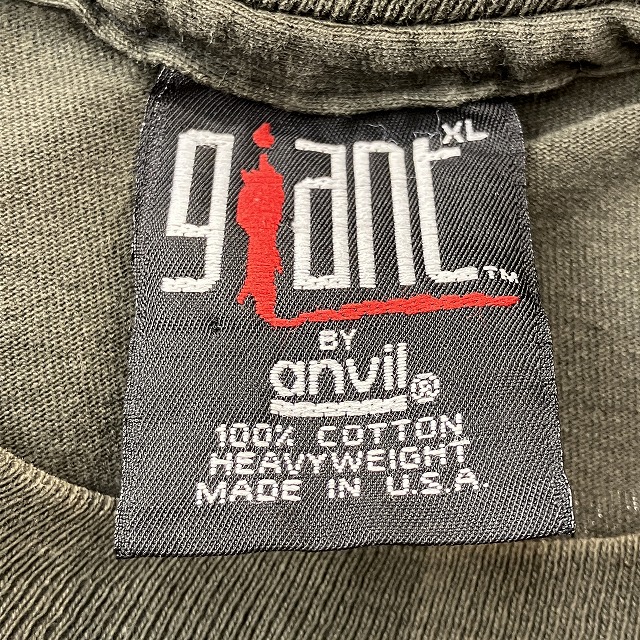 giant XL ™
BY
anvil®
100% COTTON
HEAVYWEIGHT
MADE IN U.S.A.